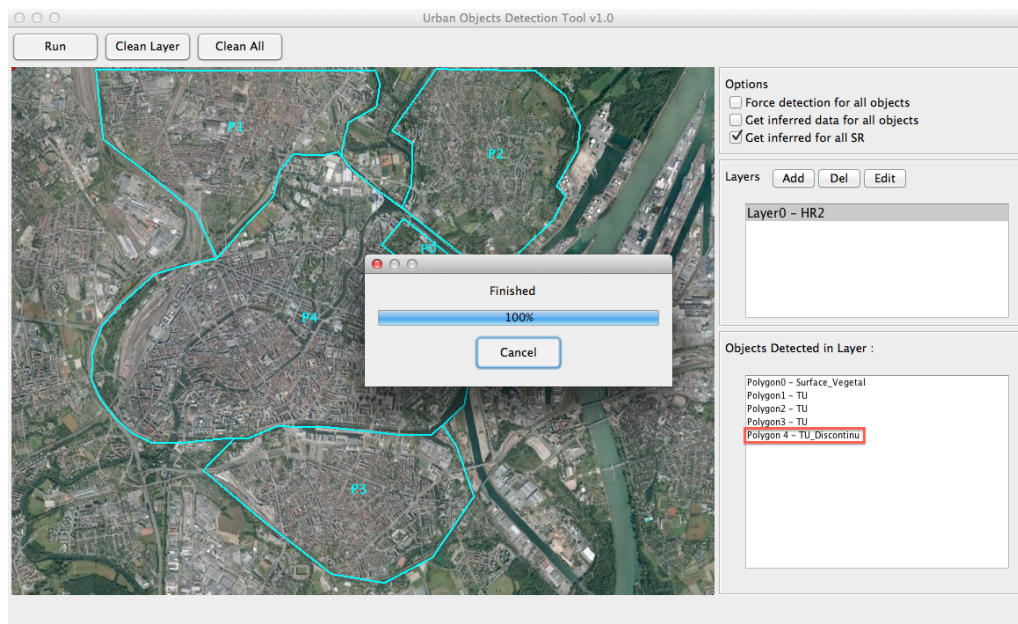 Urban Objects Detection Tool v1.0
Run
Clean Layer
Clean All
P1
P2
P0
P4
P3
Finished
100%
Cancel
Options
Force detection for all objects
Get inferred data for all objects
Get inferred for all SR
Layers
Add
Del
Edit
Layer0 – HR2
Objects Detected in Layer :
Polygon0 – Surface_Vegetal
Polygon1 – TU
Polygon2 – TU
Polygon3 – TU
Polygon 4 – TU_Discontinu